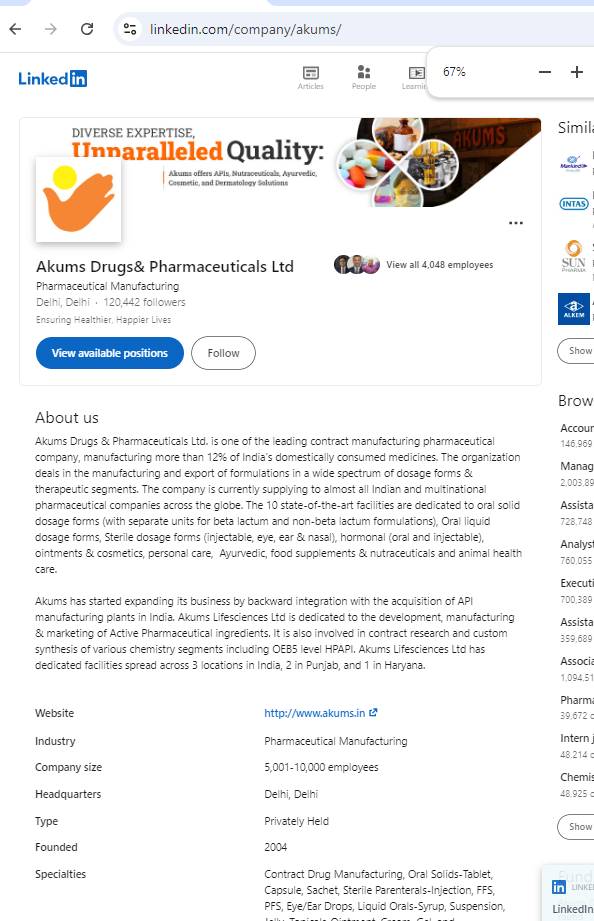 linkedin.com/company/akums/
67%
LinkedIn
Articles
People
DIVERSE EXPERTISE,
Unparalleled Quality:
Akums offers APIs, Nutraceuticals, Ayurvedic,
Cosmetic, and Dermatology Solutions
AKUMS
Akums Drugs& Pharmaceuticals Ltd
View all 4,048 employees
Pharmaceutical Manufacturing
Delhi, Delhi · 120,442 followers
Ensuring Healthier, Happier Lives
View available positions
Follow
About us
Akums Drugs & Pharmaceuticals Ltd. is one of the leading contract manufacturing pharmaceutical
company, manufacturing more than 12% of India's domestically consumed medicines. The organization
deals in the manufacturing and export of formulations in a wide spectrum of dosage forms &
therapeutic segments. The company is currently supplying to almost all Indian and multinational
pharmaceutical companies across the globe. The 10 state-of-the-art facilities are dedicated to oral solid
dosage forms (with separate units for beta lactum and non-beta lactum formulations), Oral liquid
dosage forms, Sterile dosage forms (injectable, eye, ear & nasal), hormonal (oral and injectable),
ointments & cosmetics, personal care, Ayurvedic, food supplements & nutraceuticals and animal health
care.
Akums has started expanding its business by backward integration with the acquisition of API
manufacturing plants in India. Akums Lifesciences Ltd is dedicated to the development, manufacturing
& marketing of Active Pharmaceutical ingredients. It is also involved in contract research and custom
synthesis of various chemistry segments including OEB5 level HPAPI. Akums Lifesciences Ltd has
dedicated facilities spread across 3 locations in India, 2 in Punjab, and 1 in Haryana.
Website http://www.akums.in
Industry Pharmaceutical Manufacturing
Company size 5,001-10,000 employees
Headquarters Delhi, Delhi
Type Privately Held
Founded 2004
Specialties Contract Drug Manufacturing, Oral Solids-Tablet,
Capsule, Sachet, Sterile Parenterals-Injection, FFS,
PFS, Eye/Ear Drops, Liquid Orals-Syrup, Suspension,
Simila
INTAS
SUN
PHARMA
ALKEM
Show
Brow
Accour
146,969
Manag
2,003,89
Assista
728,748
Analyst
760,055
Executi
700,389
Assista
359,689
Associa
1,094,51
Pharma
39,672 o
Intern j
48,214 o
Chemis
48,925 o
Show
LinkedIn